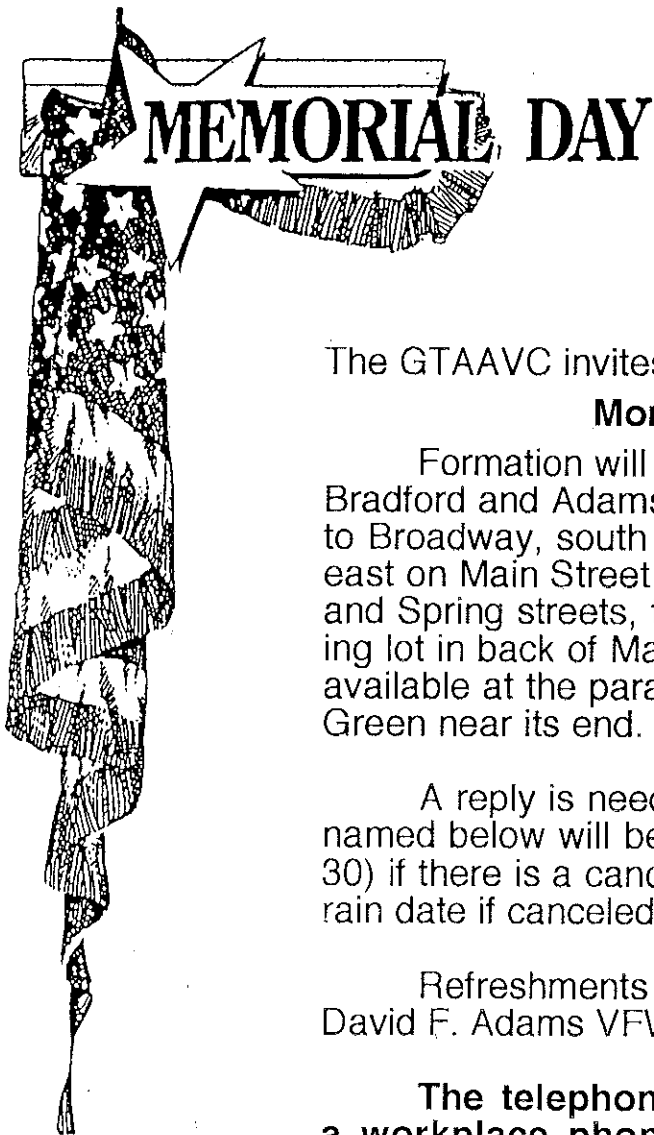 MEMORIAL DAY
The GTAAVC invites
Mor
Formation will
Bradford and Adams
to Broadway, south
east on Main Street
and Spring streets,
ing lot in back of Ma
available at the para
Green near its end.
A reply is need
named below will be
30) if there is a canc
rain date if canceled
Refreshments
David F. Adams VFW
The telephon
a workplace phon